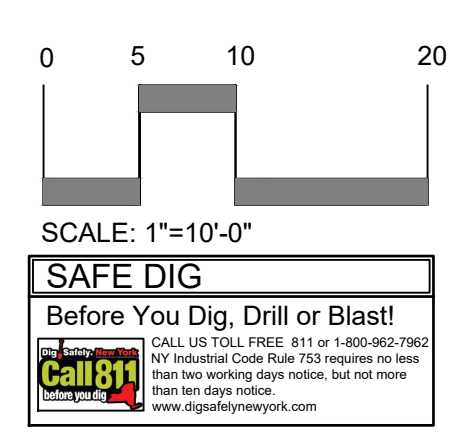 0 5 10 20
SCALE: 1"=10'-0"
SAFE DIG
Before You Dig, Drill or Blast!
Dig Safely. New York
Call 811
before you dig
CALL US TOLL FREE 811 or 1-800-962-7962
NY Industrial Code Rule 753 requires no less
than two working days notice, but not more
than ten days notice.
www.digsafelynewyork.com